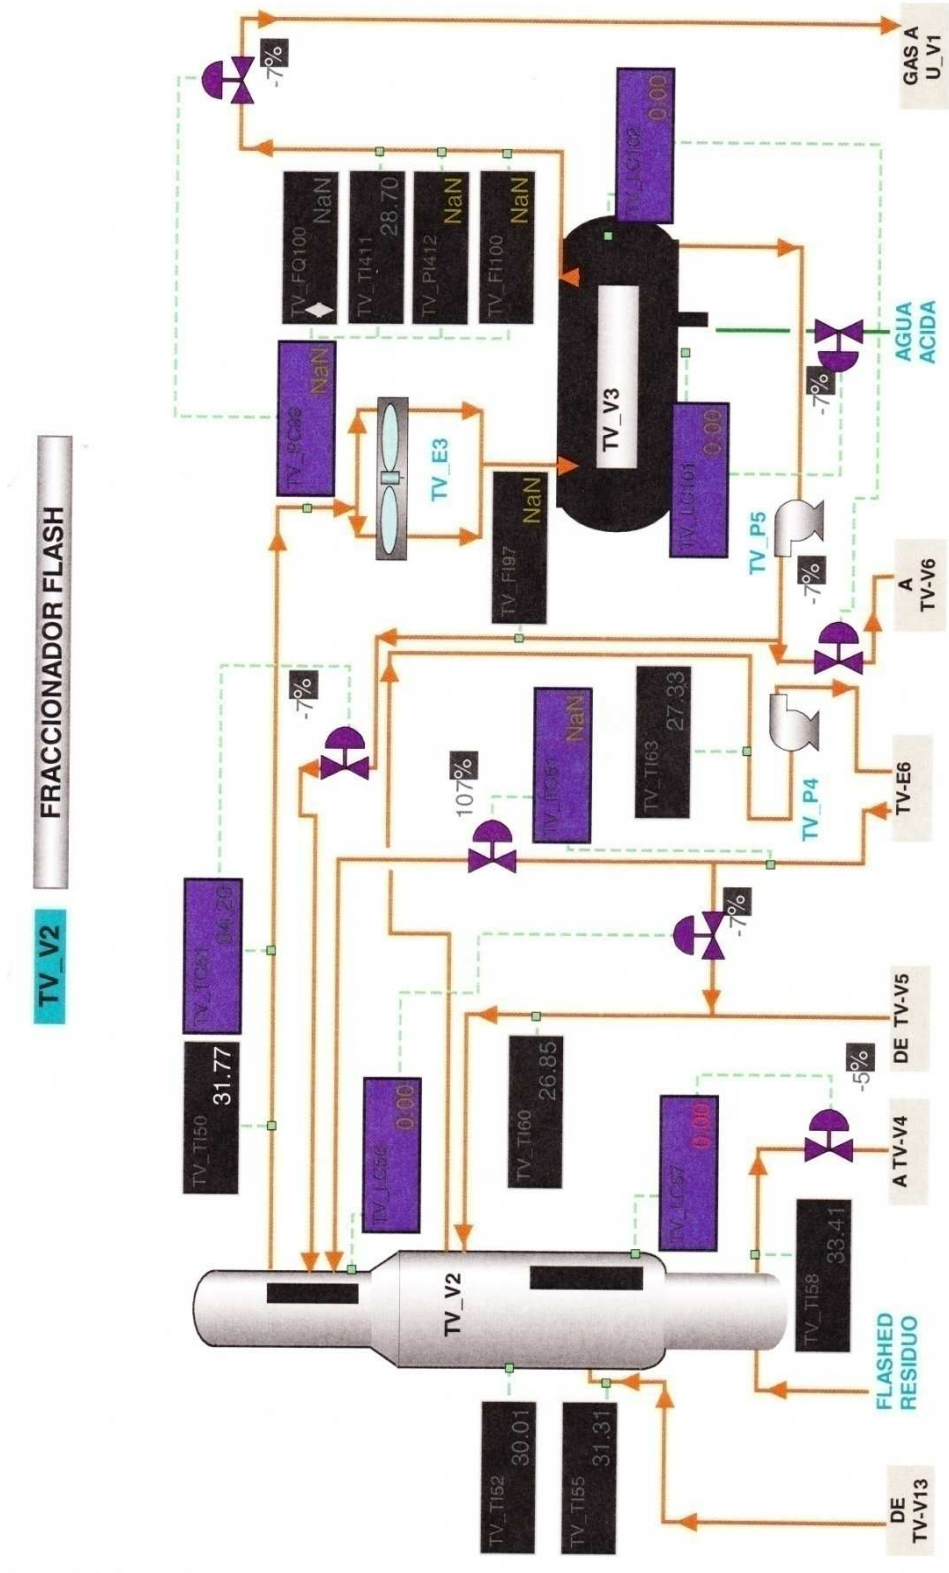 TV_V2
FRACCIONADOR FLASH
TV_TI50
31.77
TV_TC51
-7%
NaN
-7%
TV_FQ100
NaN
TV_TI411
28.70
TV_PI412
NaN
TV_FI100
NaN
0.00
107%
TV_E3
TV_V2
TV_TI52
30.01
TV_TI60
26.85
NaN
TV_FI97
NaN
TV_TI55
31.31
TV_TI63
27.33
TV_V3
TV_LC102
0.00
TV_LC57
0.00
-7%
TV_LC101
0.00
TV_P5
TV_TI58
33.41
TV_P4
-7%
-7%
-5%
FLASHED
RESIDUO
AGUA
ACIDA
DE
TV-V13
A TV-V4
DE TV-V5
TV-E6
A
TV-V6
GAS A
U_V1